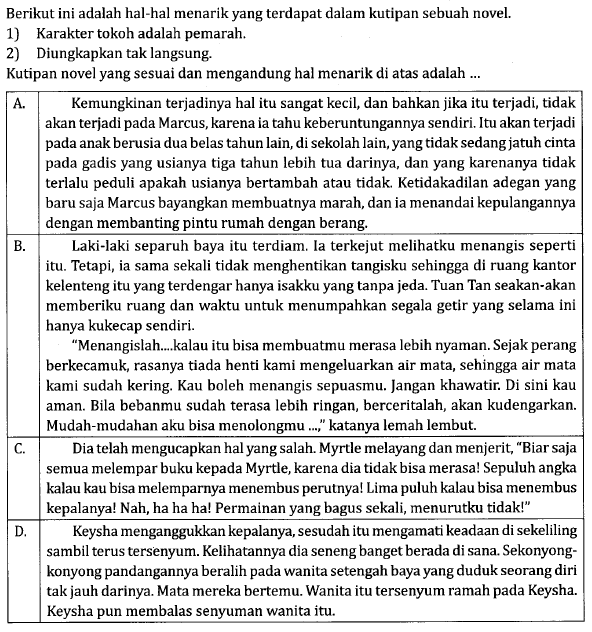 Berikut ini adalah hal-hal menarik yang terdapat dalam kutipan sebuah novel.
1) Karakter tokoh adalah pemarah.
2) Diungkapkan tak langsung.
Kutipan novel yang sesuai dan mengandung hal menarik di atas adalah ...
A. Kemungkinan terjadinya hal itu sangat kecil, dan bahkan jika itu terjadi, tidak
akan terjadi pada Marcus, karena ia tahu keberuntungannya sendiri. Itu akan terjadi
pada anak berusia dua belas tahun lain, di sekolah lain, yang tidak sedang jatuh cinta
pada gadis yang usianya tiga tahun lebih tua darinya, dan yang karenanya tidak
terlalu peduli apakah usianya bertambah atau tidak. Ketidakadilan adegan yang
baru saja Marcus bayangkan membuatnya marah, dan ia menandai kepulangannya
dengan membanting pintu rumah dengan berang.
B. Laki-laki separuh baya itu terdiam. Ia terkejut melihatku menangis seperti
itu. Tetapi, ia sama sekali tidak menghentikan tangisku sehingga di ruang kantor
kelenteng itu yang terdengar hanya isakku yang tanpa jeda. Tuan Tan seakan-akan
memberiku ruang dan waktu untuk menumpahkan segala getir yang selama ini
hanya kukecap sendiri.
"Menangislah....kalau itu bisa membuatmu merasa lebih nyaman. Sejak perang
berkecamuk, rasanya tiada henti kami mengeluarkan air mata, sehingga air mata
kami sudah kering. Kau boleh menangis sepuasmu. Jangan khawatir. Di sini kau
aman. Bila bebanmu sudah terasa lebih ringan, berceritalah, akan kudengarkan.
Mudah-mudahan aku bisa menolongmu ...," katanya lemah lembut.
C. Dia telah mengucapkan hal yang salah. Myrtle melayang dan menjerit, "Biar saja
semua melempar buku kepada Myrtle, karena dia tidak bisa merasa! Sepuluh angka
kalau kau bisa melemparnya menembus perutnya! Lima puluh kalau bisa menembus
kepalanya! Nah, ha ha ha! Permainan yang bagus sekali, menurutku tidak!"
D. Keysha menganggukkan kepalanya, sesudah itu mengamati keadaan di sekeliling
sambil terus tersenyum. Kelihatannya dia seneng banget berada di sana. Sekonyong-
konyong pandangannya beralih pada wanita setengah baya yang duduk seorang diri
tak jauh darinya. Mata mereka bertemu. Wanita itu tersenyum ramah pada Keysha.
Keysha pun membalas senyuman wanita itu.